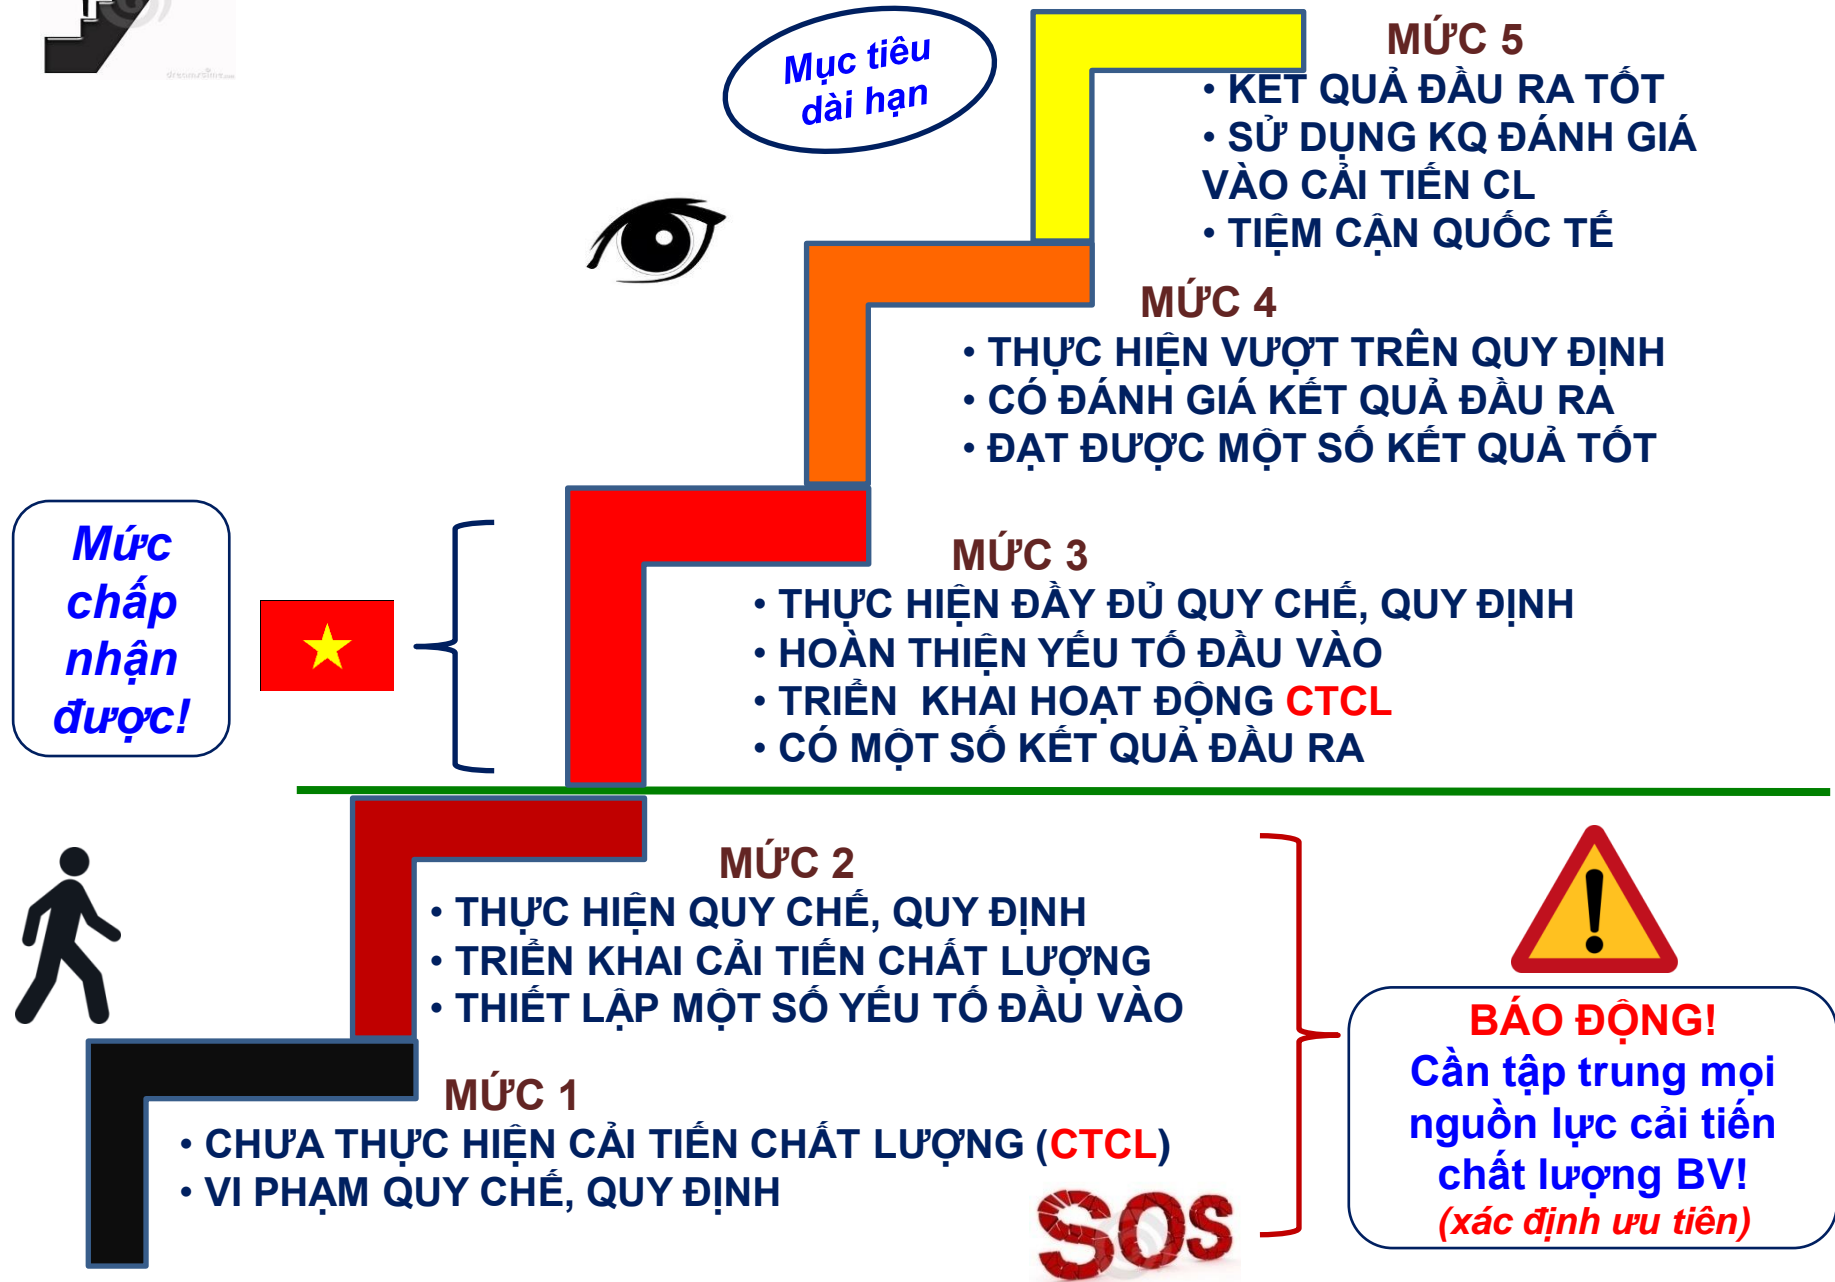 Mục tiêu
dài hạn
MỨC 5
• KẾT QUẢ ĐẦU RA TỐT
• SỬ DỤNG KQ ĐÁNH GIÁ
VÀO CẢI TIẾN CL
• TIỆM CẬN QUỐC TẾ
MỨC 4
• THỰC HIỆN VƯỢT TRÊN QUY ĐỊNH
• CÓ ĐÁNH GIÁ KẾT QUẢ ĐẦU RA
• ĐẠT ĐƯỢC MỘT SỐ KẾT QUẢ TỐT
Mức
chấp
nhận
được!
MỨC 3
• THỰC HIỆN ĐẦY ĐỦ QUY CHẾ, QUY ĐỊNH
• HOÀN THIỆN YẾU TỐ ĐẦU VÀO
• TRIỂN KHAI HOẠT ĐỘNG CTCL
• CÓ MỘT SỐ KẾT QUẢ ĐẦU RA
MỨC 2
• THỰC HIỆN QUY CHẾ, QUY ĐỊNH
• TRIỂN KHAI CẢI TIẾN CHẤT LƯỢNG
• THIẾT LẬP MỘT SỐ YẾU TỐ ĐẦU VÀO
MỨC 1
• CHƯA THỰC HIỆN CẢI TIẾN CHẤT LƯỢNG (CTCL)
• VI PHẠM QUY CHẾ, QUY ĐỊNH
SOS
BÁO ĐỘNG!
Cần tập trung mọi
nguồn lực cải tiến
chất lượng BV!
(xác định ưu tiên)